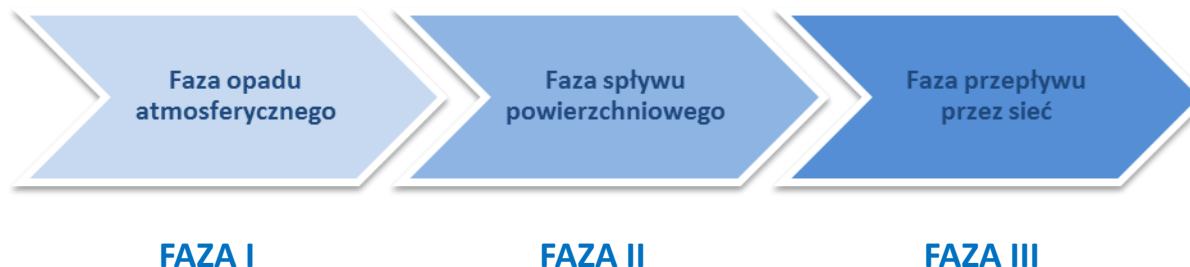 Faza opadu
atmosferycznego
Faza spływu
powierzchniowego
Faza przepływu
przez sieć
FAZA I
FAZA II
FAZA III